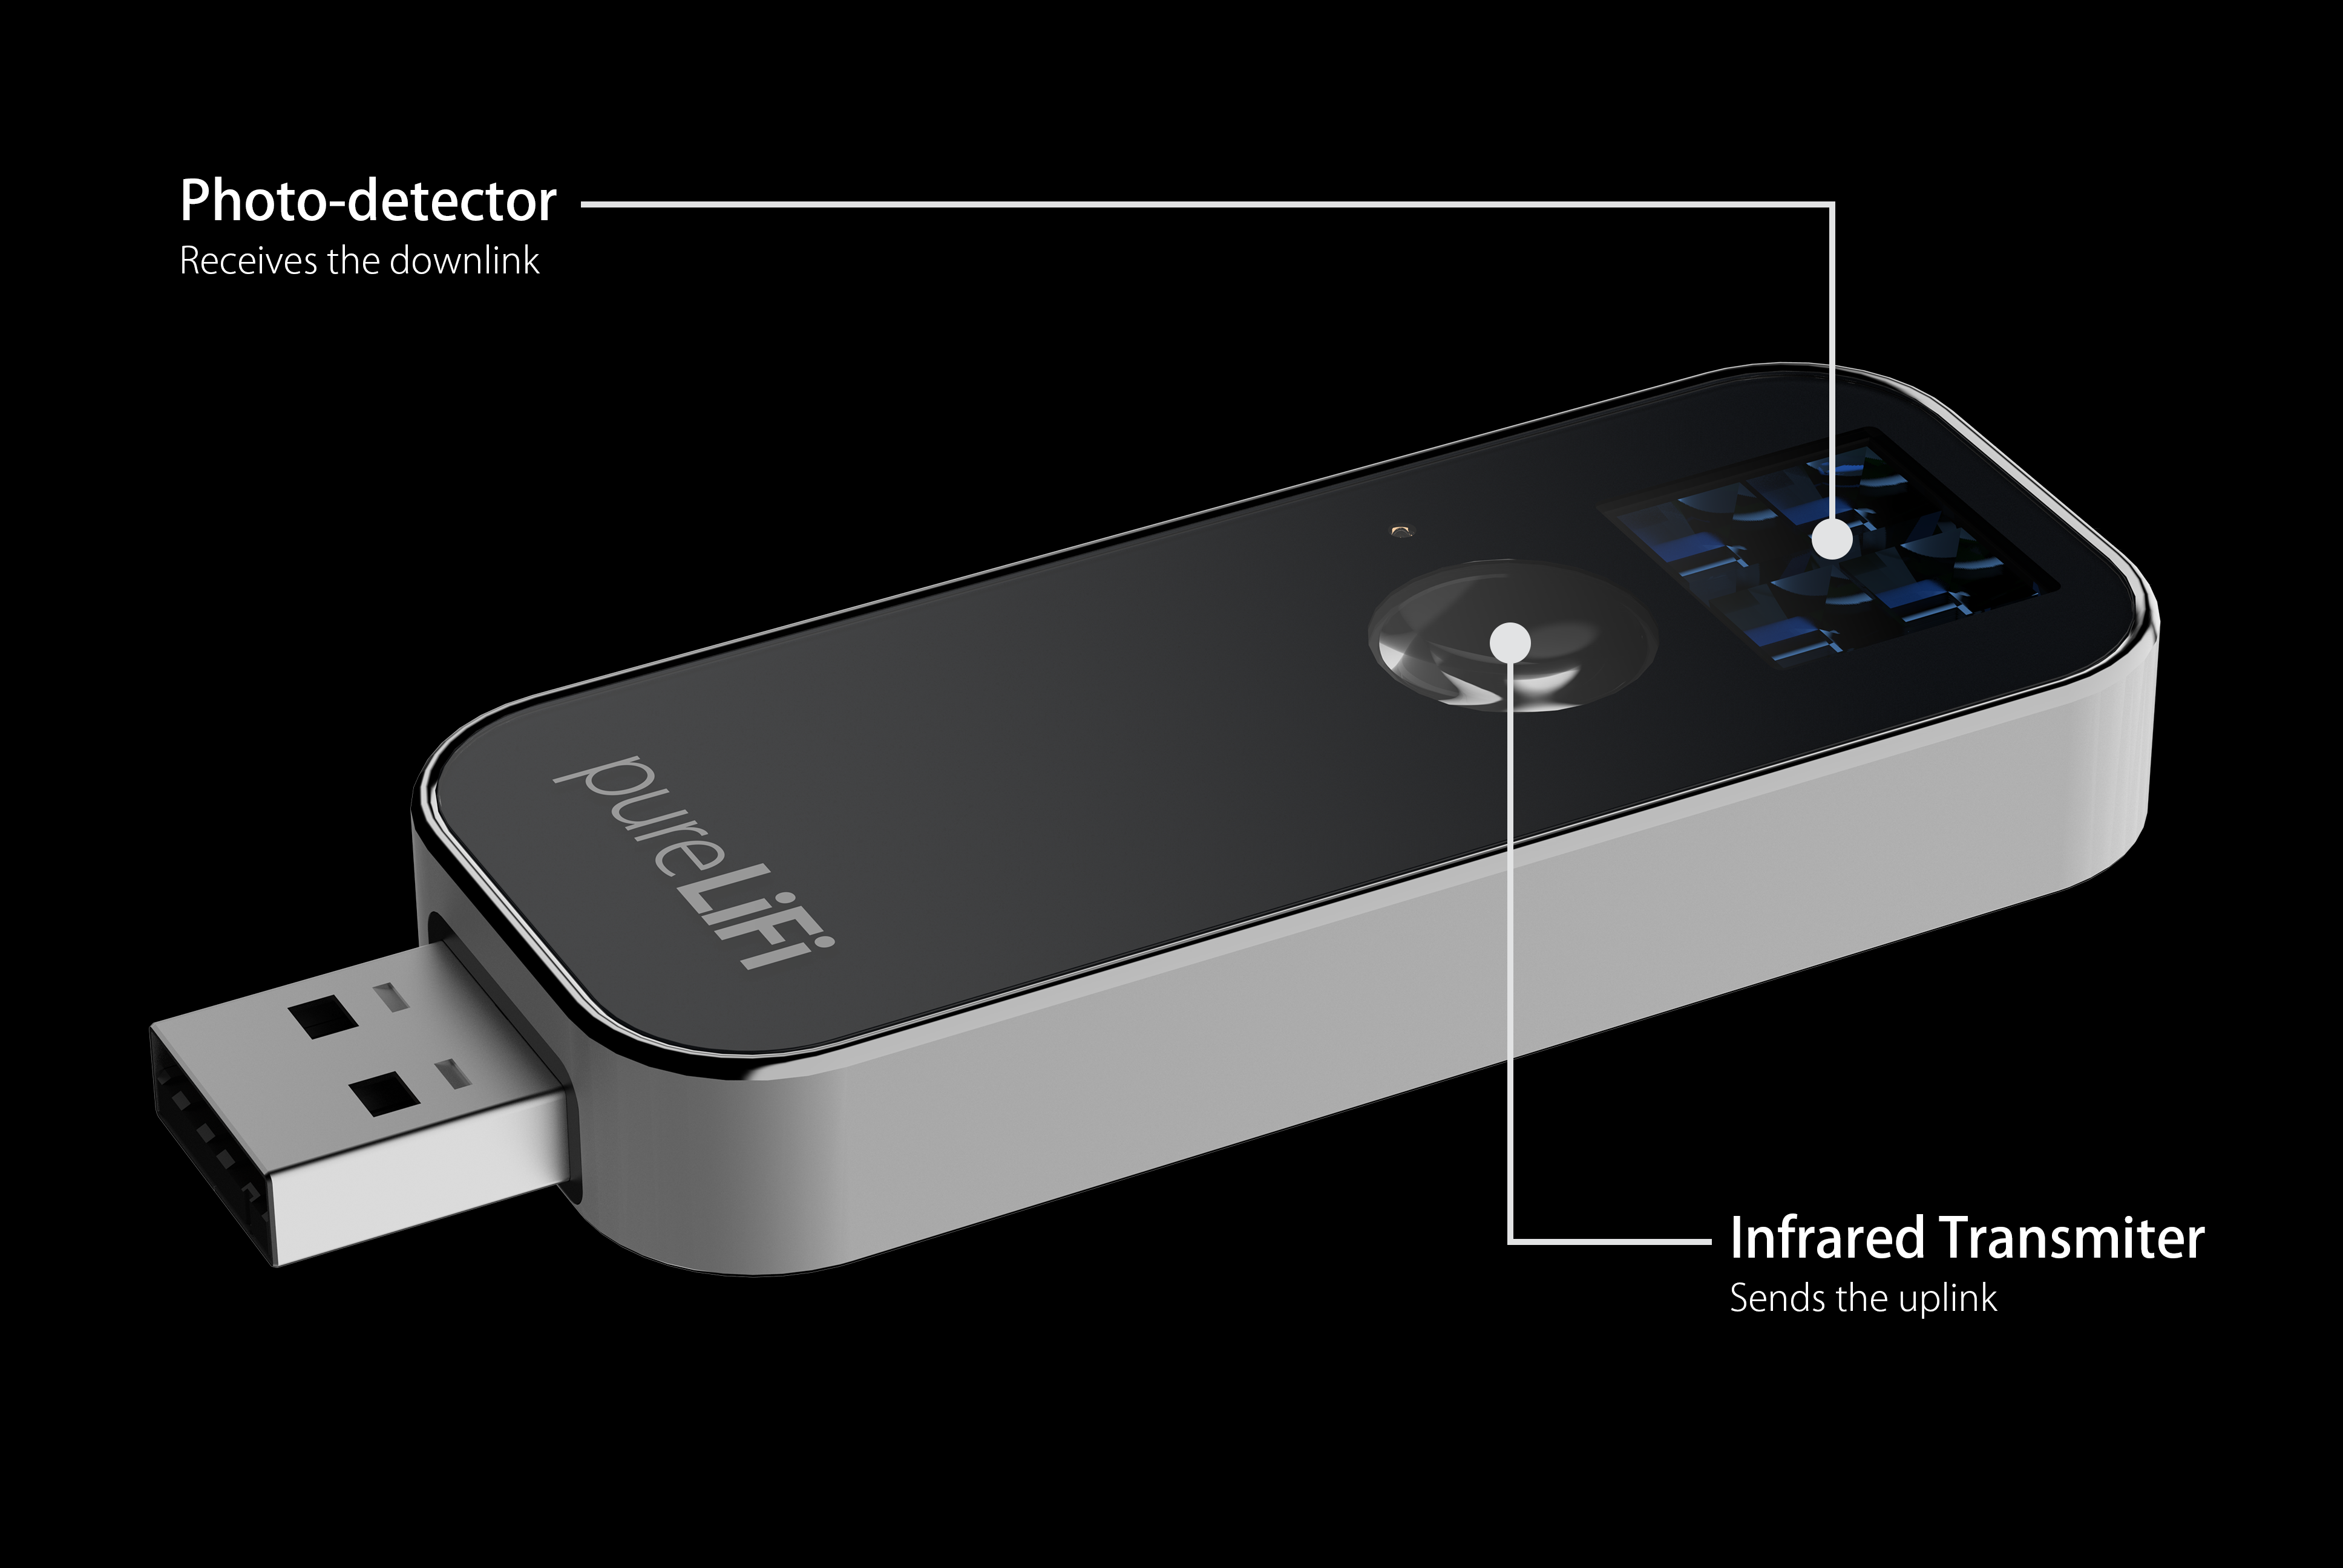 Photo-detector
Receives the downlink
pureLiFi
Infrared Transmiter
Sends the uplink